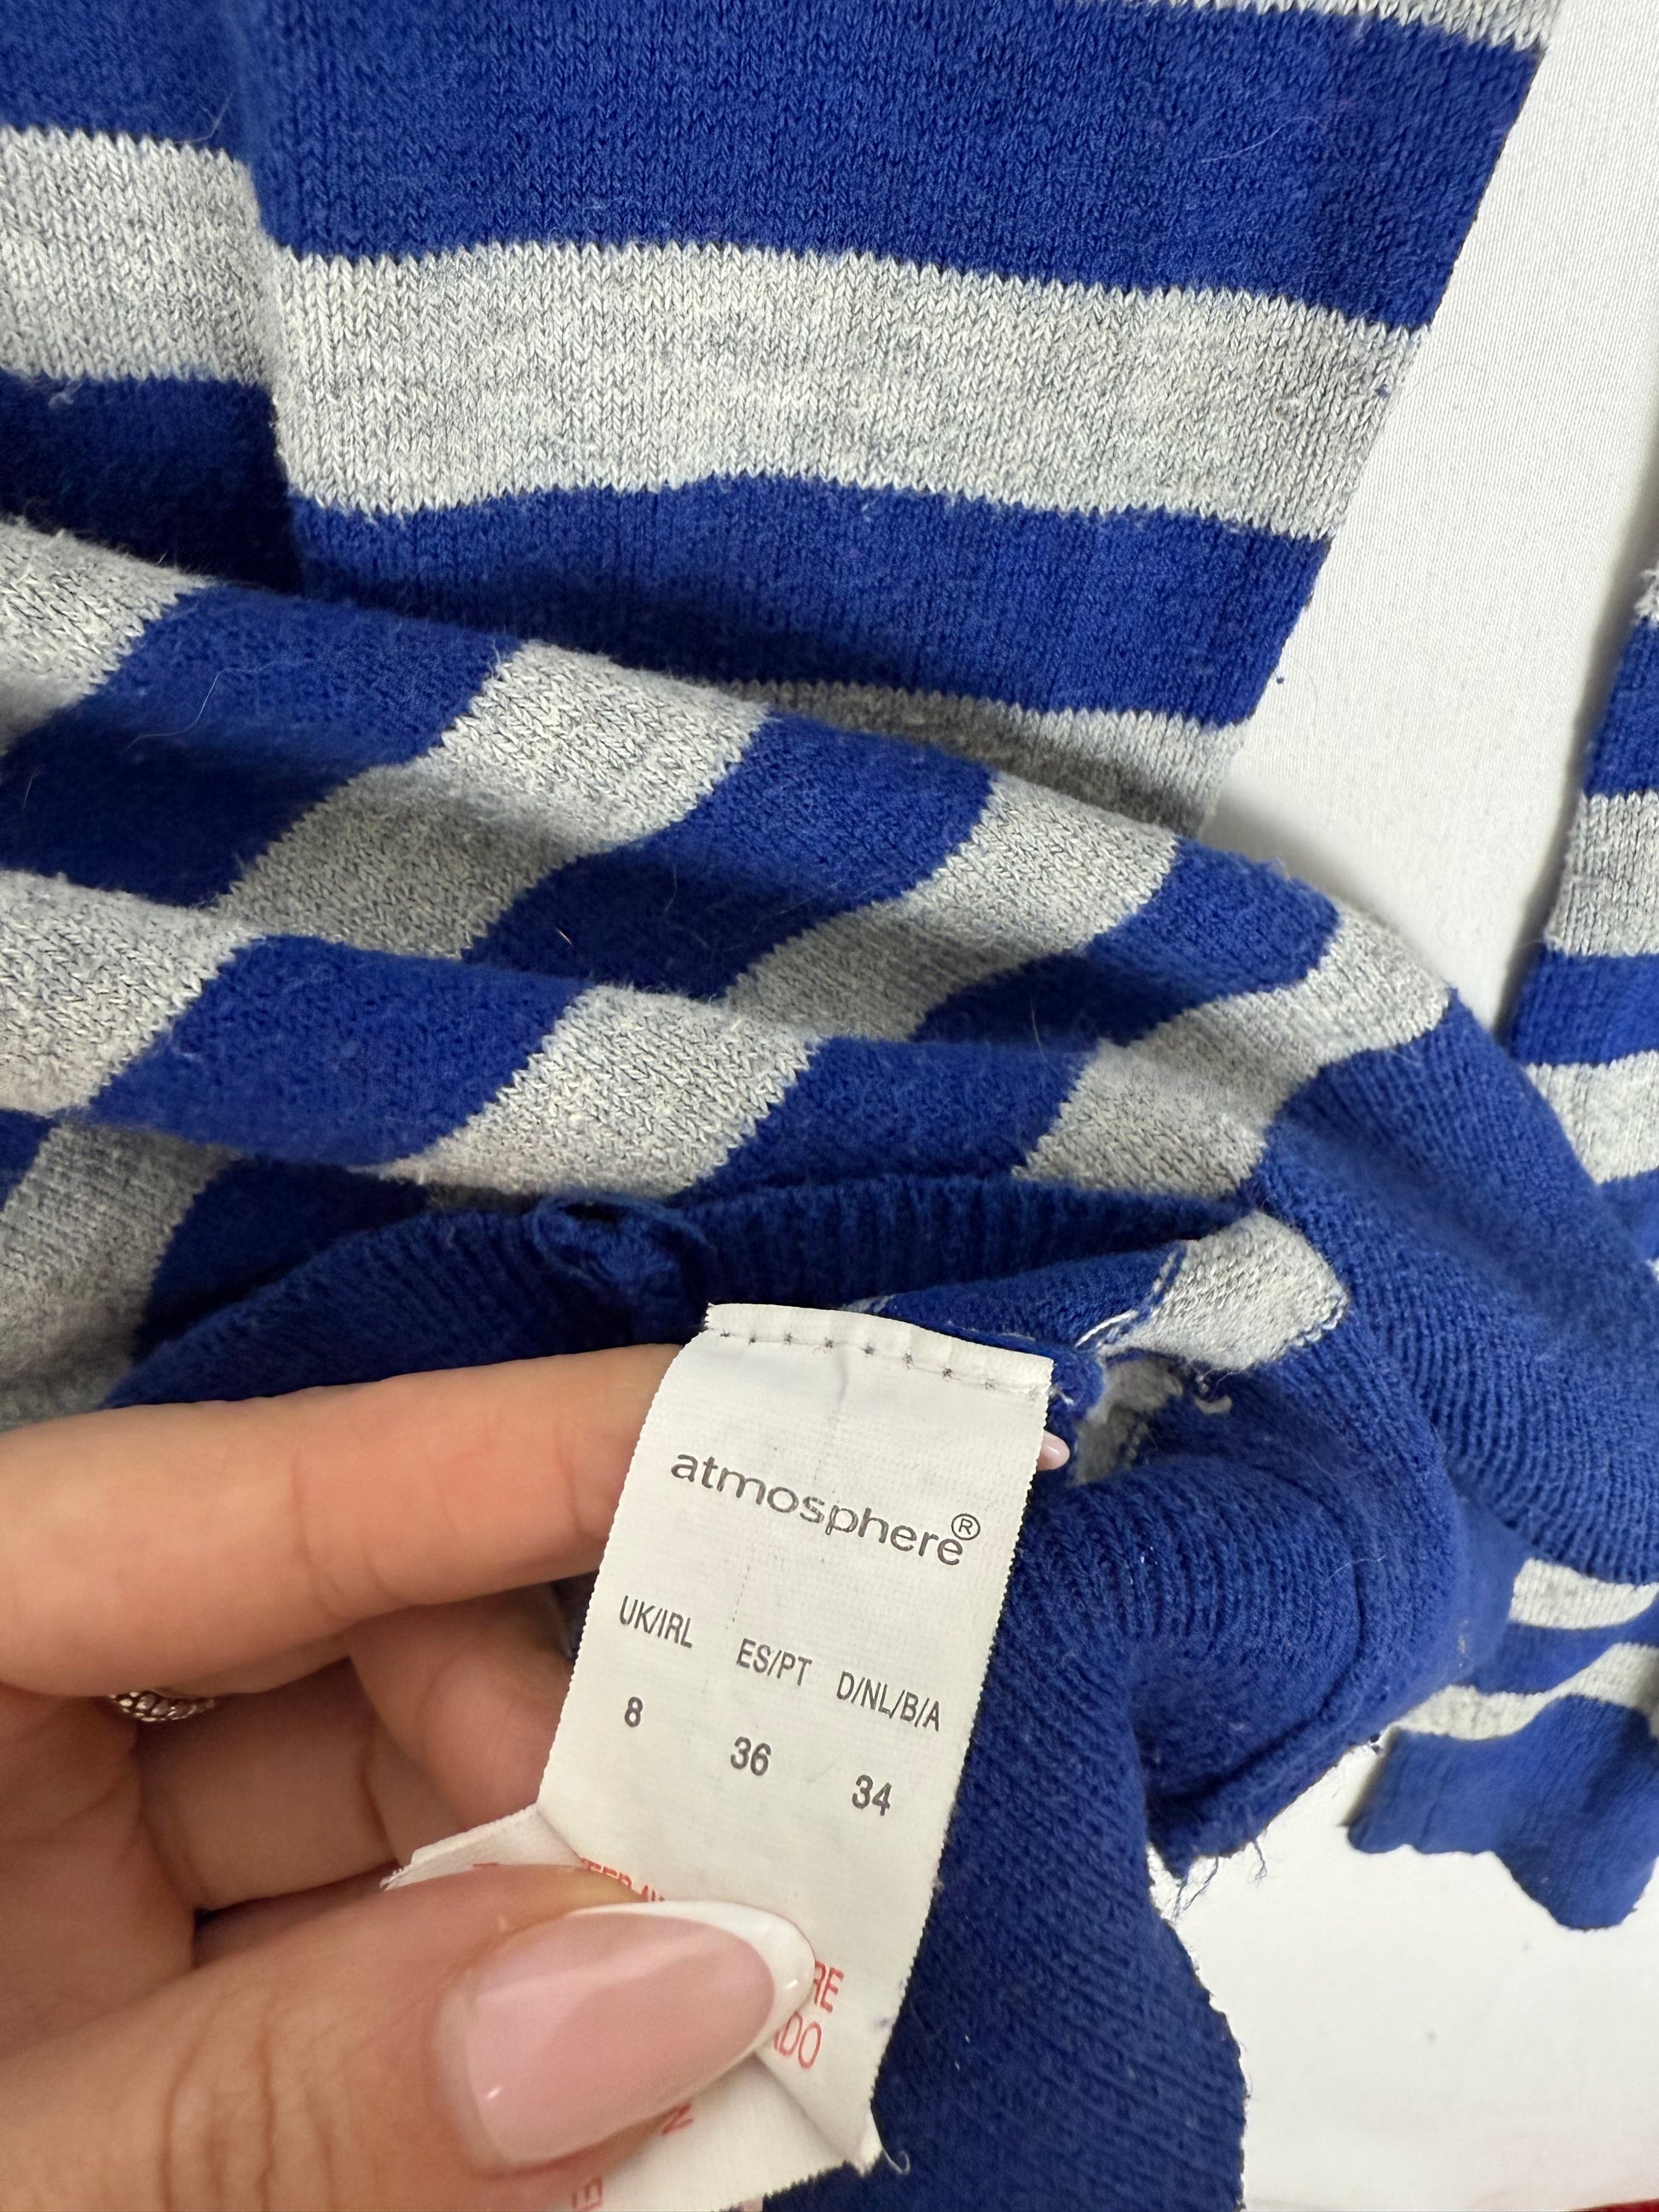 atmosphere®
UK/IRL ES/PT D/NL/B/A
8 36 34